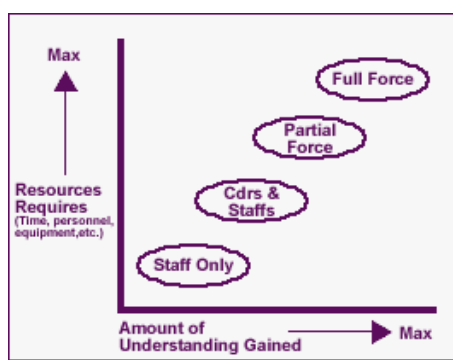 Max
Full Force
Partial
Force
Resources
Requires
(Time, personnel,
equipment,etc.)
Cdrs &
Staffs
Staff Only
Amount of
Understanding Gained
Max